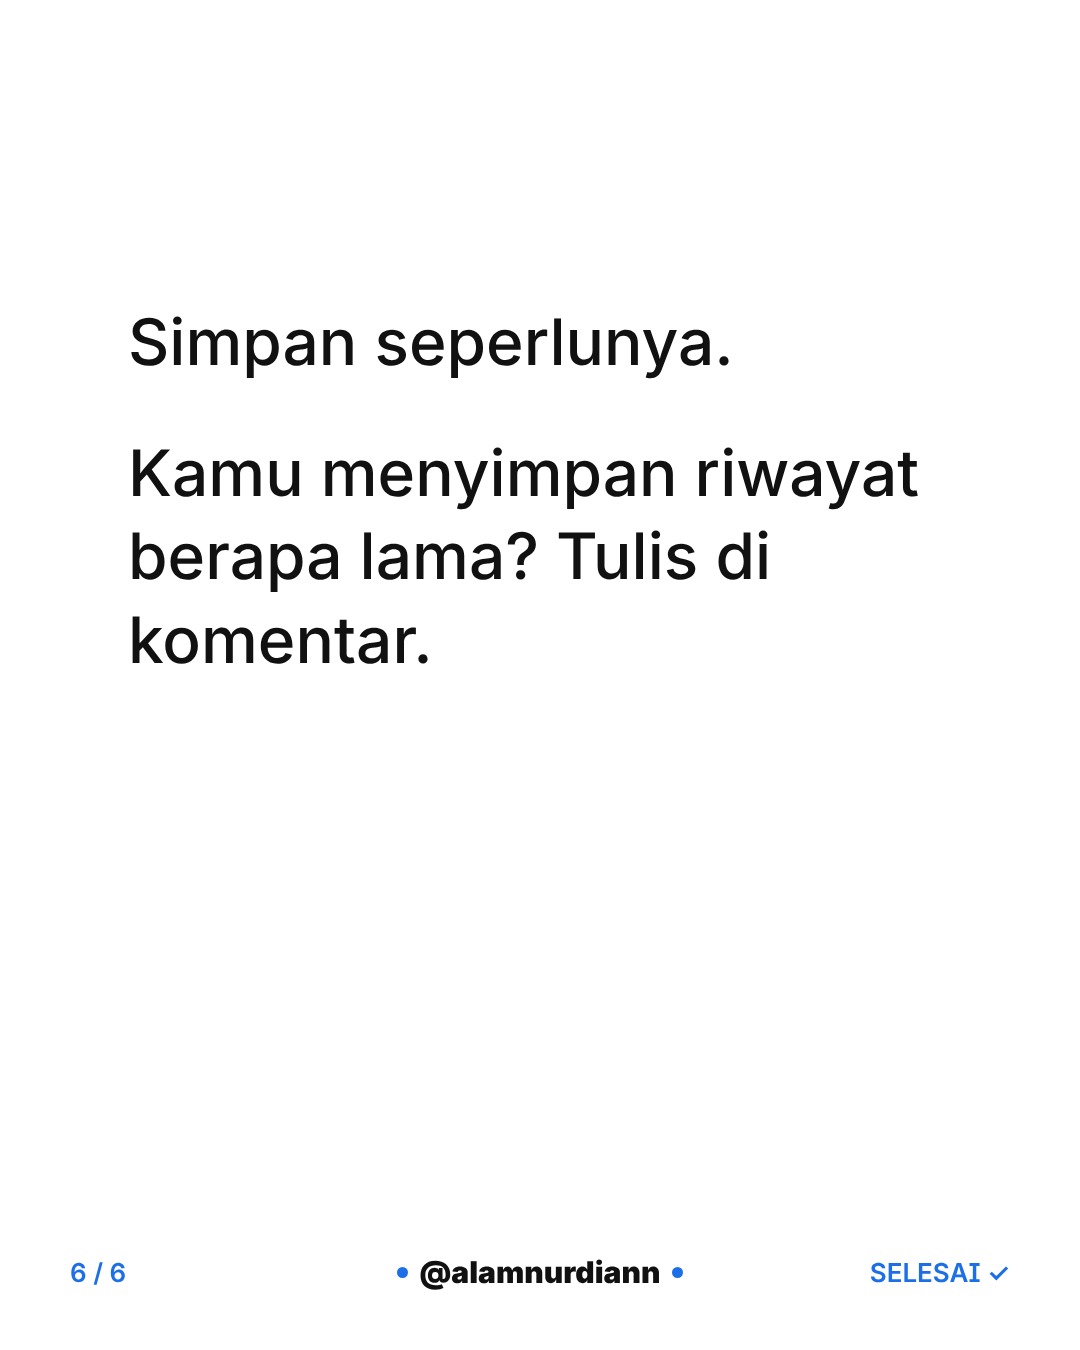 Simpan seperlunya.
Kamu menyimpan riwayat
berapa lama? Tulis di
komentar.
6 / 6
• @alamnurdiann •
SELESAI ✓